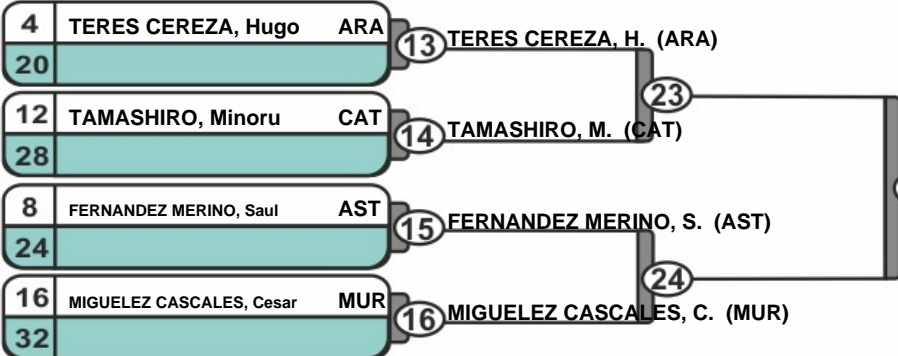 4 TERES CEREZA, Hugo ARA
20
13 TERES CEREZA, H. (ARA)
23
12 TAMASHIRO, Minoru CAT
28
14 TAMASHIRO, M. (CAT)
8 FERNANDEZ MERINO, Saul AST
24
15 FERNANDEZ MERINO, S. (AST)
24
16 MIGUELEZ CASCALES, Cesar MUR
32
16 MIGUELEZ CASCALES, C. (MUR)